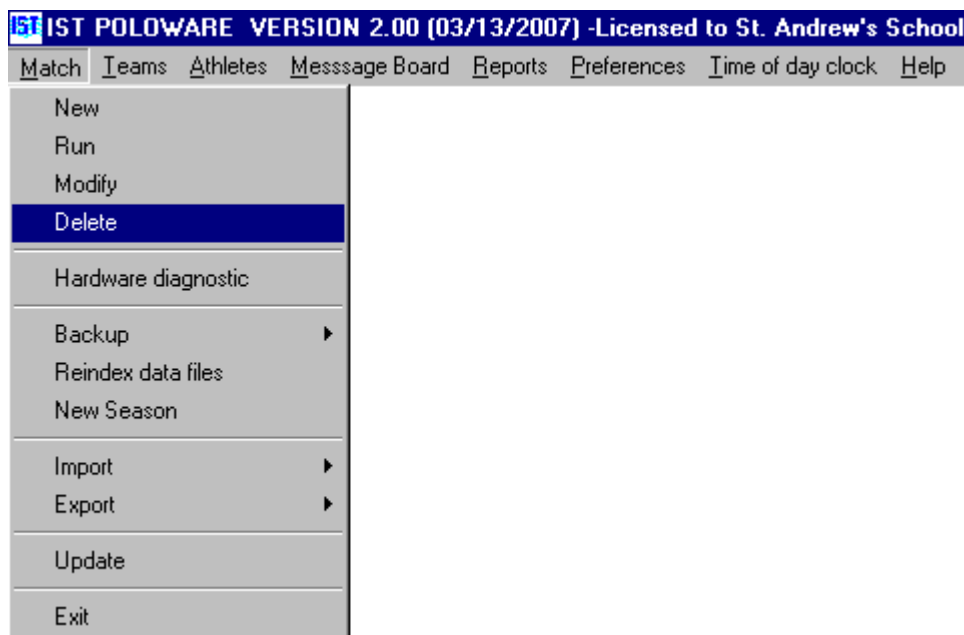 IST IST POLOWARE VERSION 2.00 (03/13/2007) -Licensed to St. Andrew's School
Match Teams Athletes Messsage Board Reports Preferences Time of day clock Help
New
Run
Modify
Delete
Hardware diagnostic
Backup
Reindex data files
New Season
Import
Export
Update
Exit